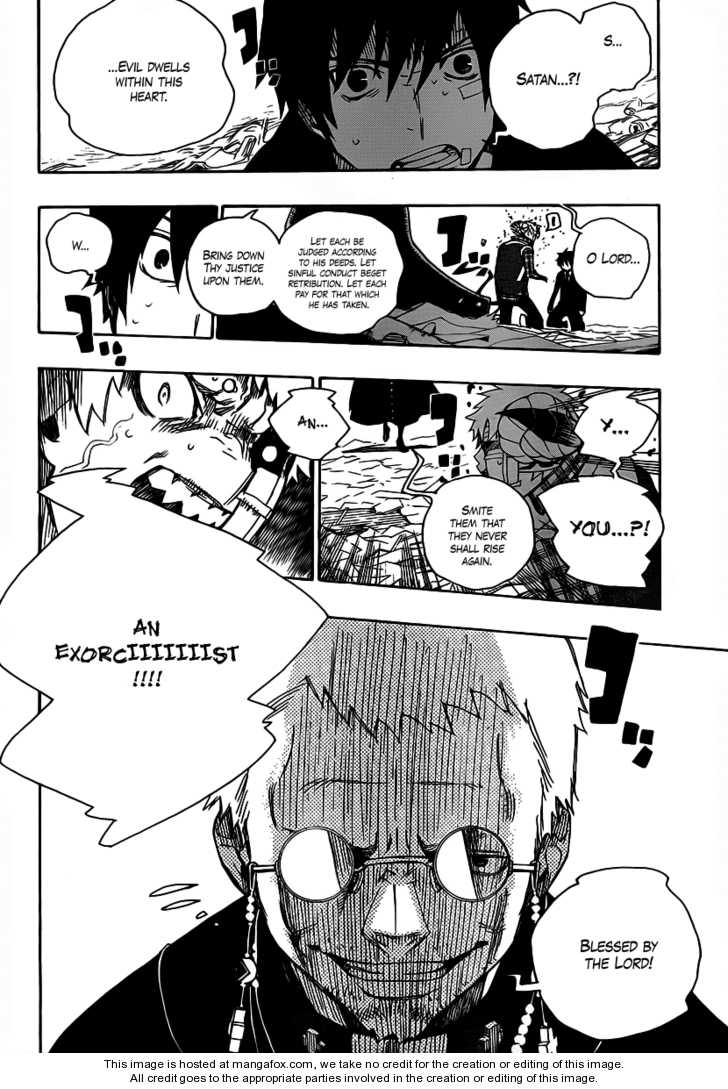 S...
SATAN...?!
...EVIL DWELLS
WITHIN THIS
HEART.
O LORD...
LET EACH BE
JUDGED ACCORDING
TO HIS DEEDS. LET
SINFUL CONDUCT BEGET
RETRIBUTION. LET EACH
PAY FOR THAT WHICH
HE HAS TAKEN.
BRING DOWN
THY JUSTICE
UPON THEM.
W...
Y...
YOU...?!
SMITE
THEM THAT
THEY NEVER
SHALL RISE
AGAIN.
AN...
AN
EXORCIIIIIIIST
!!!!
BLESSED BY
THE LORD!
This image is hosted at mangafox.com, we take no credit for the creation or editing of this image.
All credit goes to the appropriate parties involved in the creation or editing of this image.